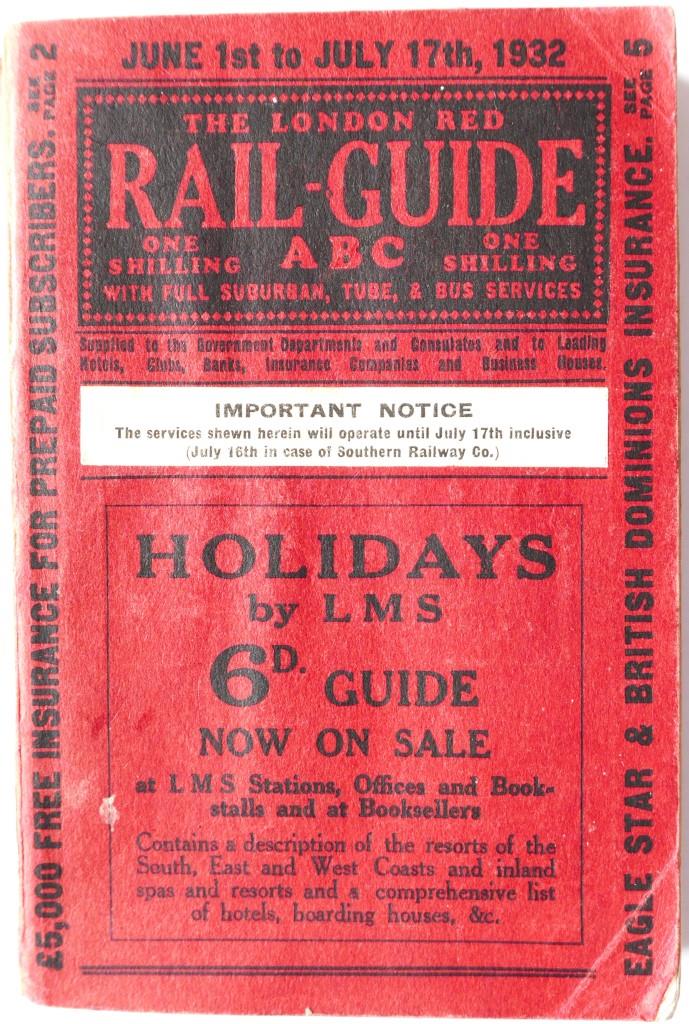 JUNE 1st to JULY 17th, 1932
THE LONDON RED
RAIL-GUIDE
ONE SHILLING
ABC
ONE SHILLING
WITH FULL SUBURBAN, TUBE, & BUS SERVICES
Supplied to the Government Departments and Consulates and to Leading
Hotels, Clubs, Banks, Insurance Companies and Business Houses.
IMPORTANT NOTICE
The services shewn herein will operate until July 17th inclusive
(July 16th in case of Southern Railway Co.)
HOLIDAYS
by LMS
6D. GUIDE
NOW ON SALE
at LMS Stations, Offices and Book-
stalls and at Booksellers
Contains a description of the resorts of the
South, East and West Coasts and inland
spas and resorts and a comprehensive list
of hotels, boarding houses, &c.
£5,000 FREE INSURANCE FOR PREPAID SUBSCRIBERS. SEE PAGE 2
EAGLE STAR & BRITISH DOMINIONS INSURANCE. SEE PAGE 5